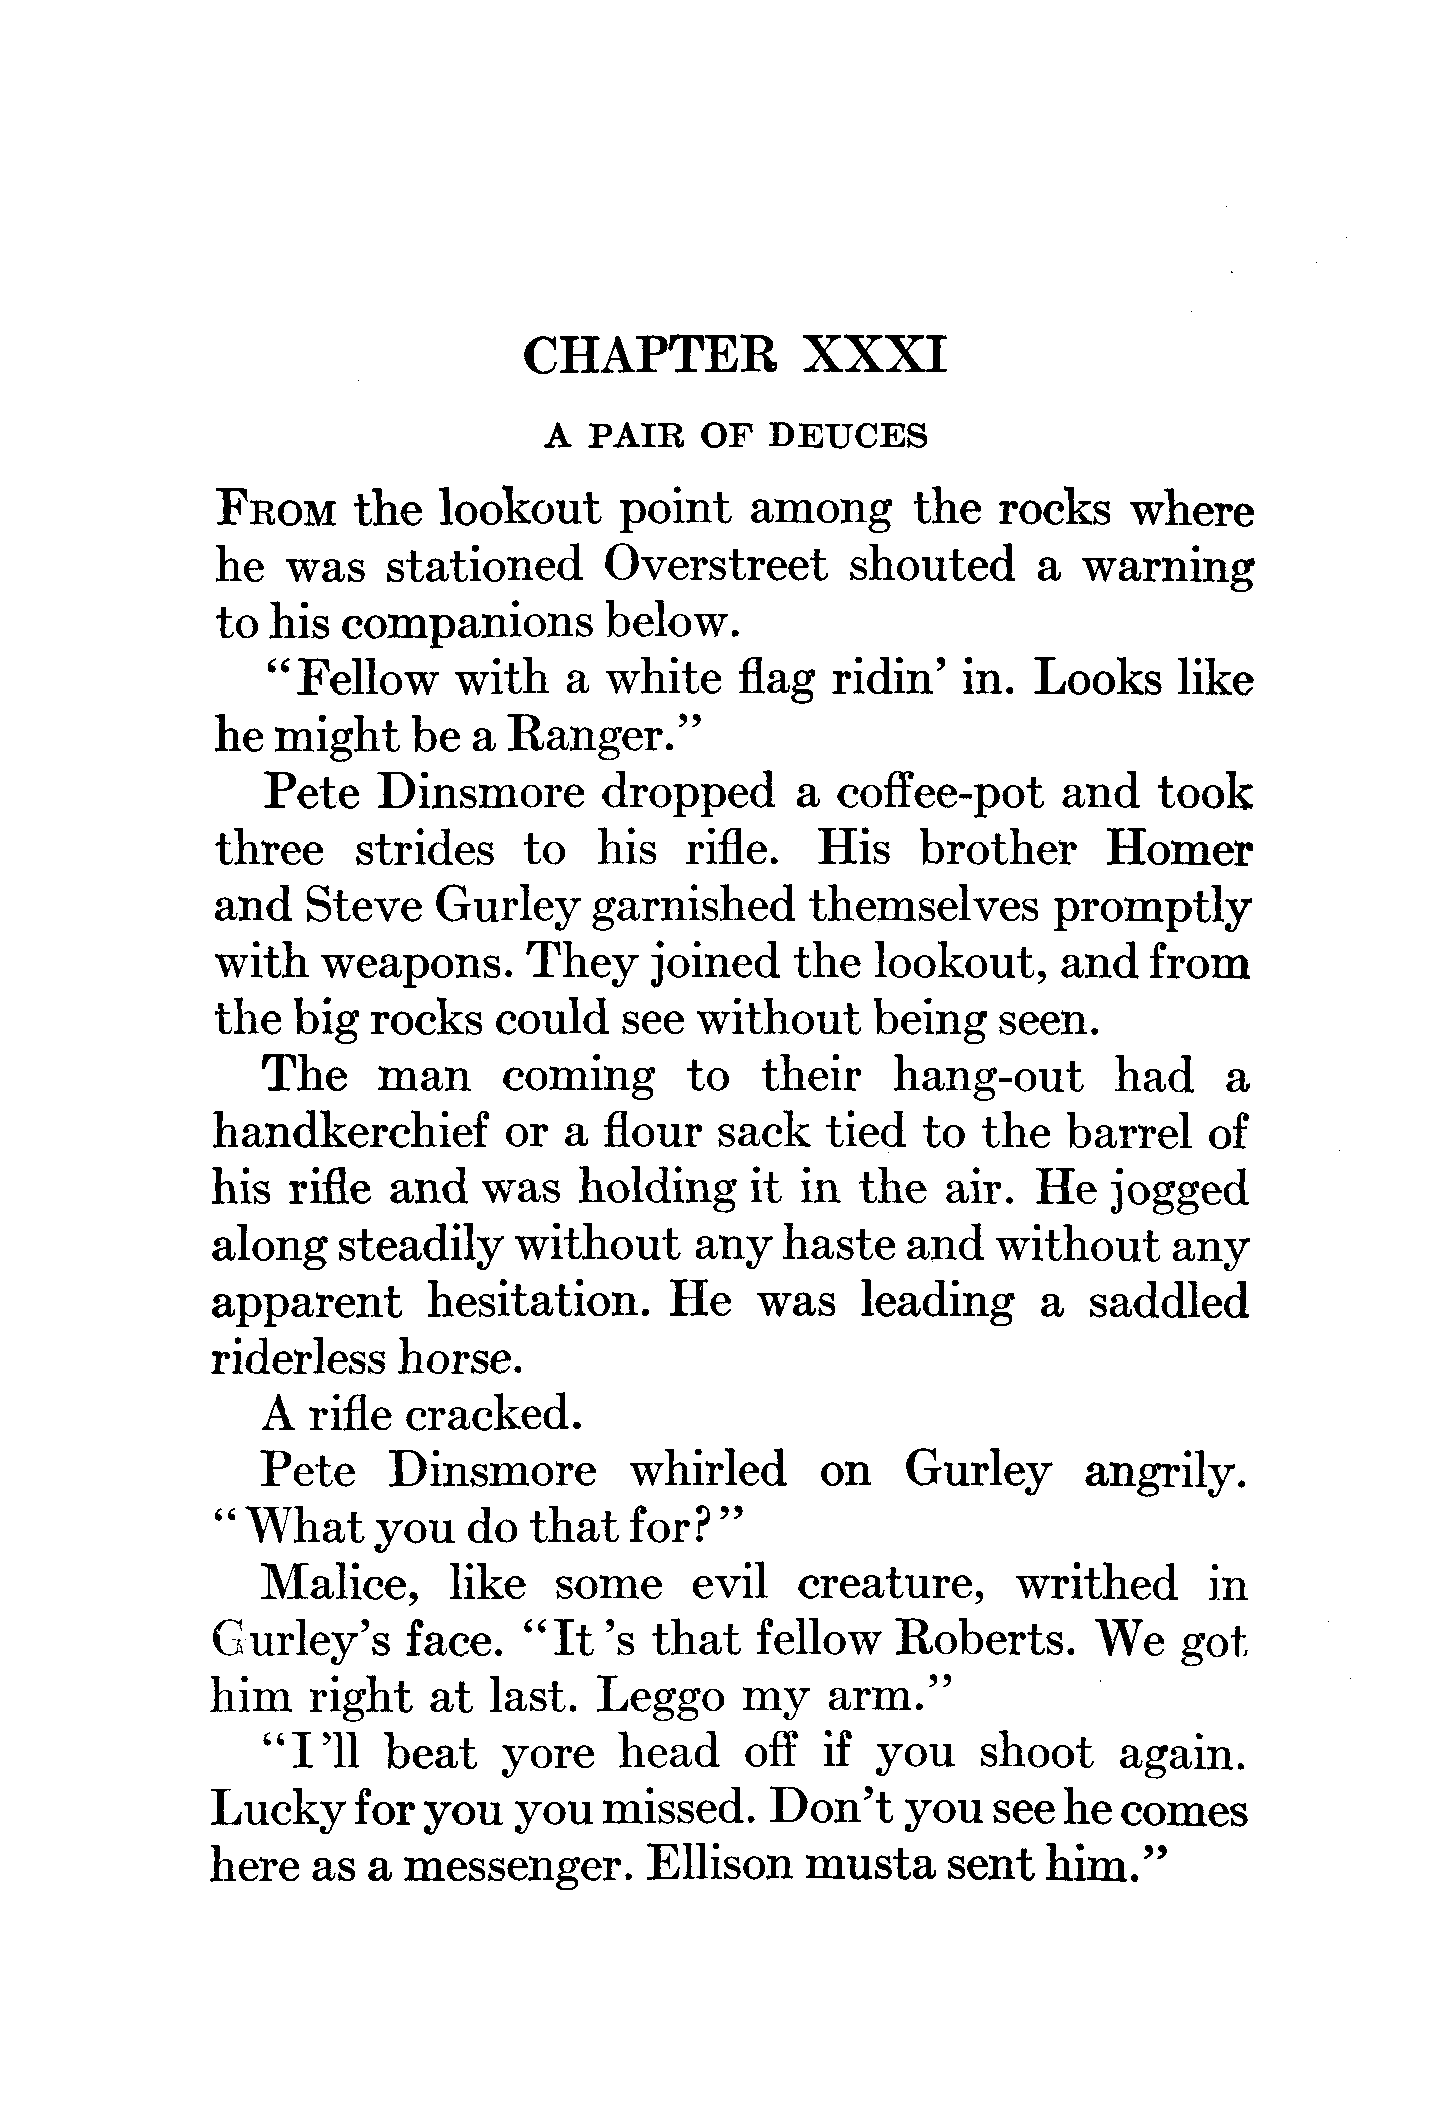 CHAPTER XXXI
A PAIR OF DEUCES
FROM the lookout point among the rocks where
he was stationed Overstreet shouted a warning
to his companions below.
“Fellow with a white flag ridin’ in. Looks like
he might be a Ranger.”
Pete Dinsmore dropped a coffee-pot and took
three strides to his rifle. His brother Homer
and Steve Gurley garnished themselves promptly
with weapons. They joined the lookout, and from
the big rocks could see without being seen.
The man coming to their hang-out had a
handkerchief or a flour sack tied to the barrel of
his rifle and was holding it in the air. He jogged
along steadily without any haste and without any
apparent hesitation. He was leading a saddled
riderless horse.
A rifle cracked.
Pete Dinsmore whirled on Gurley angrily.
“What you do that for?”
Malice, like some evil creature, writhed in
Gurley’s face. “It ’s that fellow Roberts. We got
him right at last. Leggo my arm.”
“I ’ll beat yore head off if you shoot again.
Lucky for you you missed. Don’t you see he comes
here as a messenger. Ellison musta sent him.”